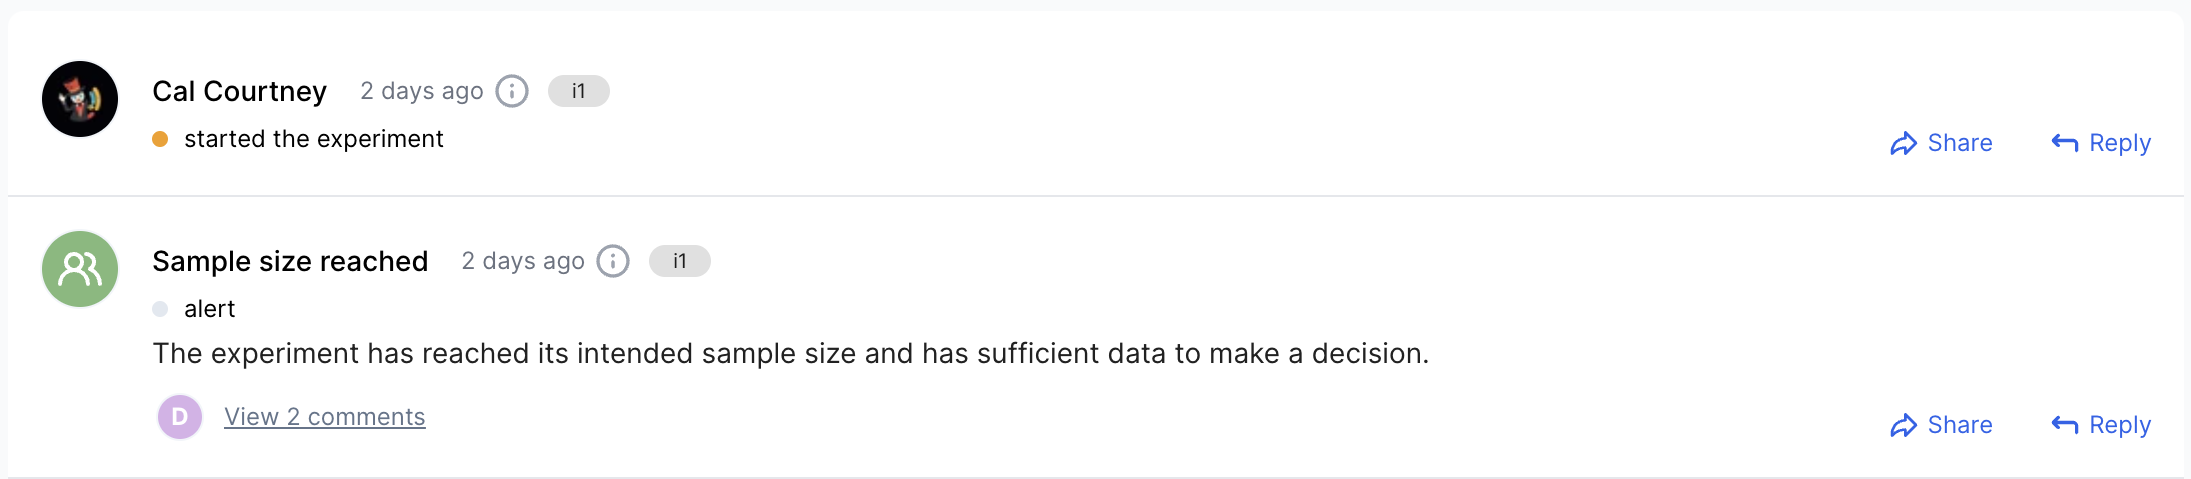 Cal Courtney 2 days ago i1
started the experiment
Share Reply
Sample size reached 2 days ago i1
alert
The experiment has reached its intended sample size and has sufficient data to make a decision.
D View 2 comments
Share Reply